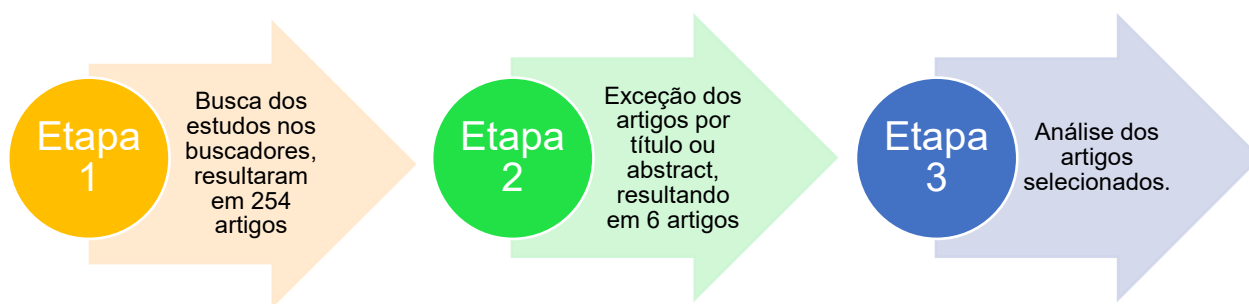 Etapa
1
Busca dos
estudos nos
buscadores,
resultaram
em 254
artigos
Etapa
2
Exceção dos
artigos por
título ou
abstract,
resultando
em 6 artigos
Etapa
3
Análise dos
artigos
selecionados.